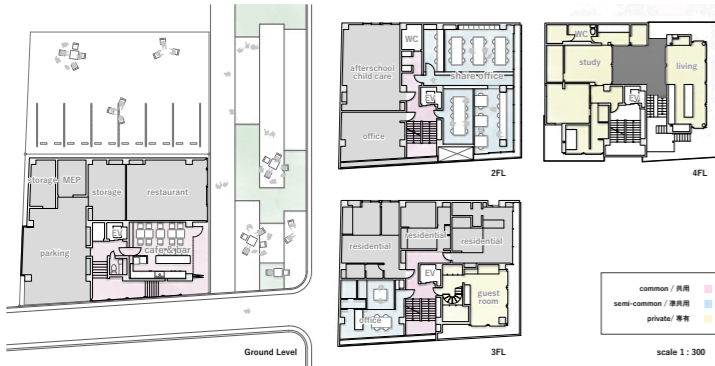 storage
MEP
storage
restaurant
parking
EV
cafe & bar
Ground Level
WC
afterschool
child care
share office
EV
office
2FL
WC
study
living
EV
4FL
residential
residential
residential
EV
guest
room
office
3FL
common / 共用
semi-common / 準共用
private/ 専有
scale 1 : 300